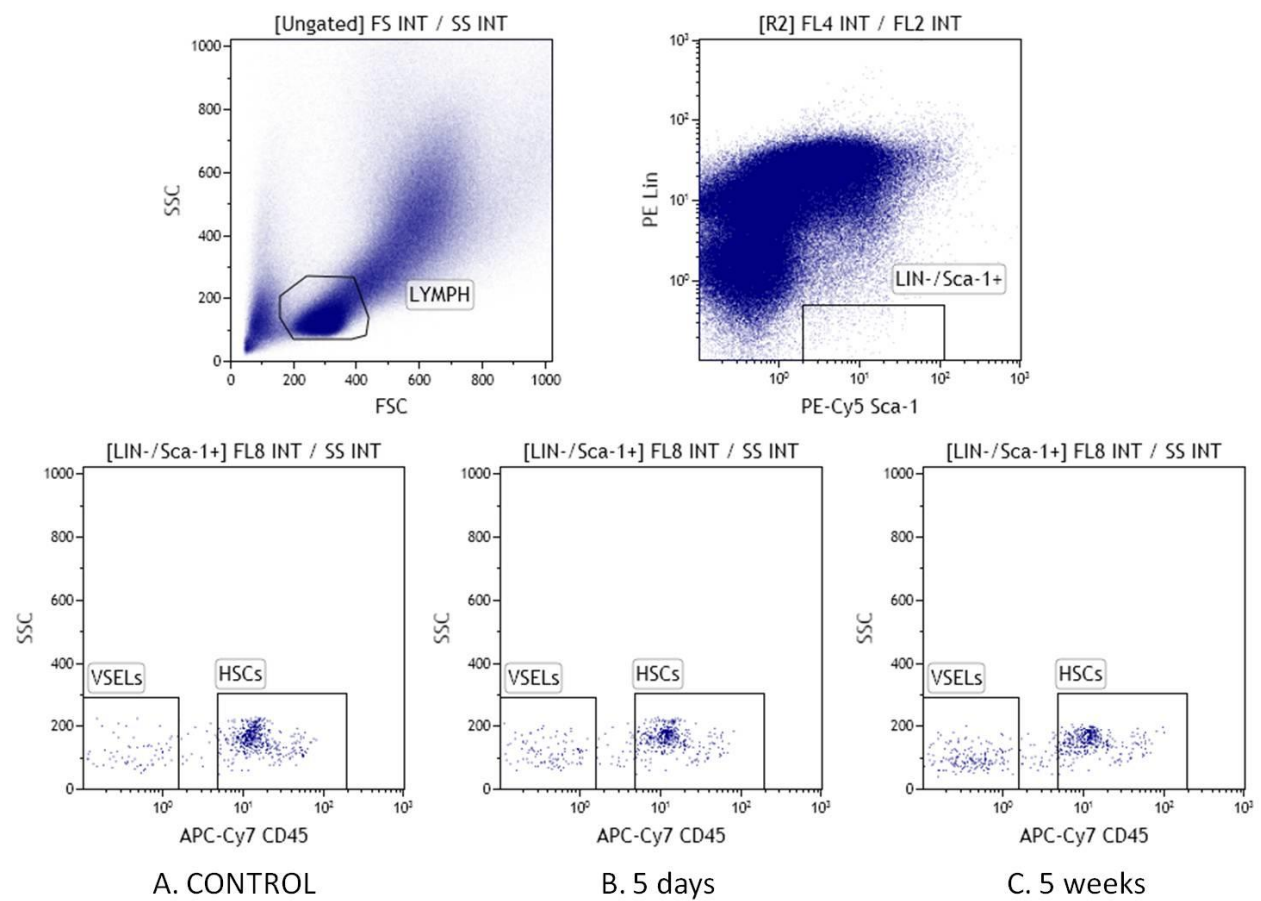 [Ungated] FS INT / SS INT
1000
800
600
400
200
0
SSC
LYMPH
0 200 400 600 800 1000
FSC
[R2] FL4 INT / FL2 INT
10³
10²
10¹
10⁰
PE Lin
LIN-/Sca-1+
10⁰ 10¹ 10² 10³
PE-Cy5 Sca-1
[LIN-/Sca-1+] FL8 INT / SS INT
1000
800
600
400
200
0
SSC
VSELs
HSCs
10⁰ 10¹ 10² 10³
APC-Cy7 CD45
A. CONTROL
[LIN-/Sca-1+] FL8 INT / SS INT
1000
800
600
400
200
0
SSC
VSELs
HSCs
10⁰ 10¹ 10² 10³
APC-Cy7 CD45
B. 5 days
[LIN-/Sca-1+] FL8 INT / SS INT
1000
800
600
400
200
0
SSC
VSELs
HSCs
10⁰ 10¹ 10² 10³
APC-Cy7 CD45
C. 5 weeks